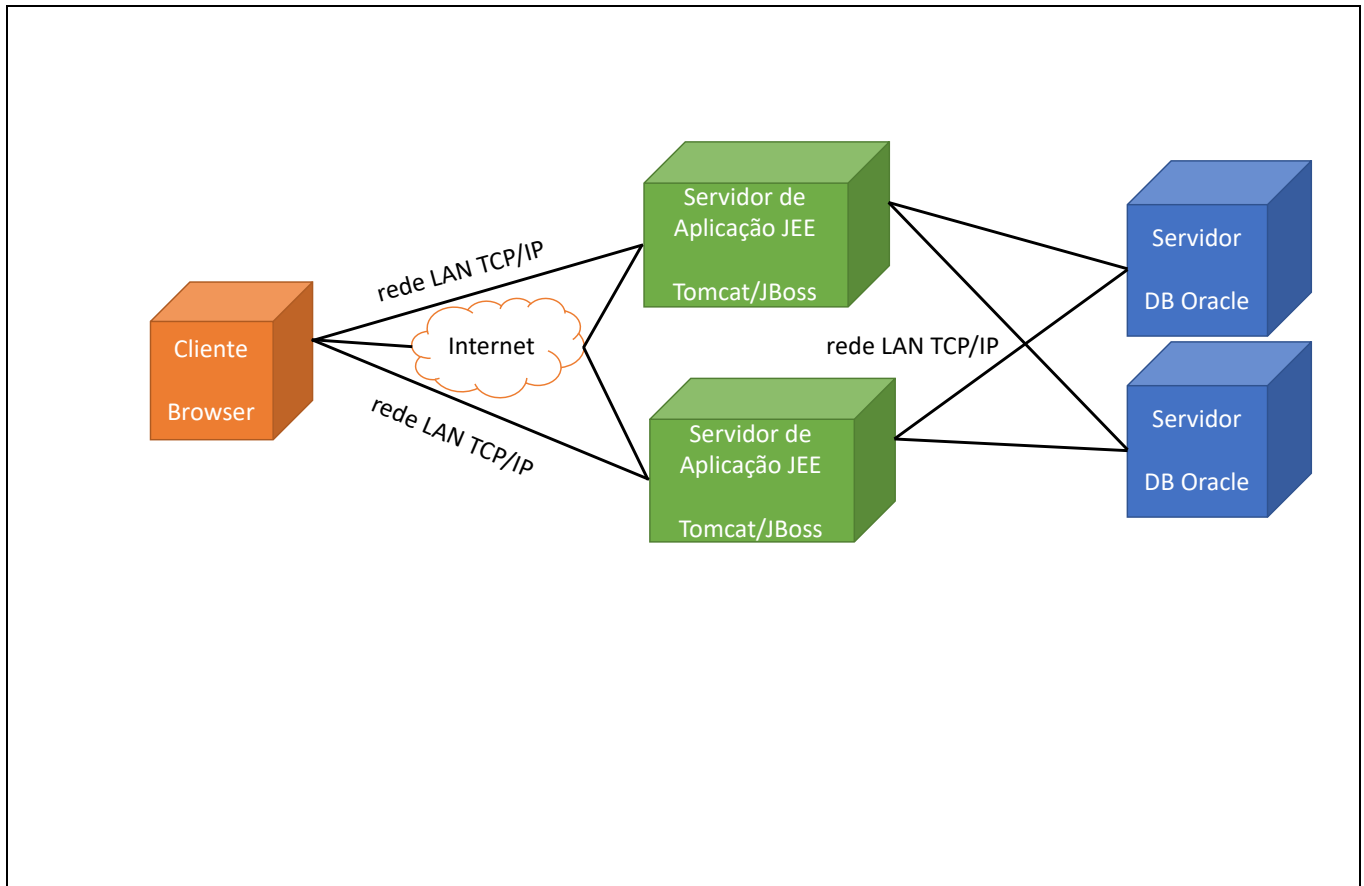 Cliente
Browser
rede LAN TCP/IP
Internet
rede LAN TCP/IP
Servidor de
Aplicação JEE
Tomcat/JBoss
Servidor de
Aplicação JEE
Tomcat/JBoss
rede LAN TCP/IP
Servidor
DB Oracle
Servidor
DB Oracle